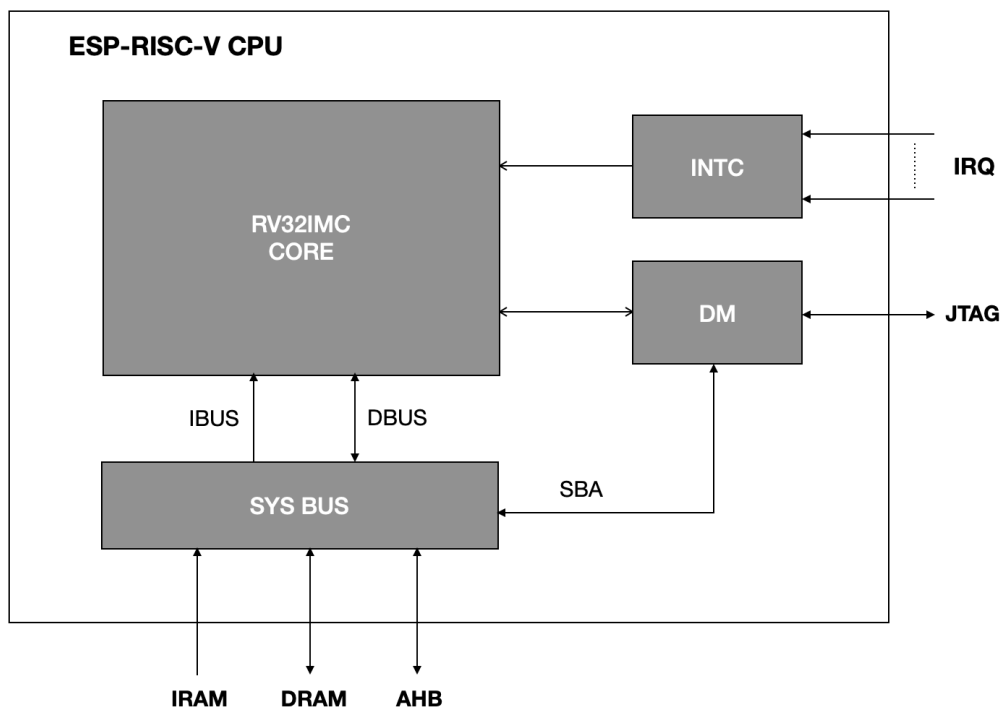 ESP-RISC-V CPU
RV32IMC
CORE
INTC
IRQ
DM
JTAG
IBUS
DBUS
SYS BUS
SBA
IRAM
DRAM
AHB